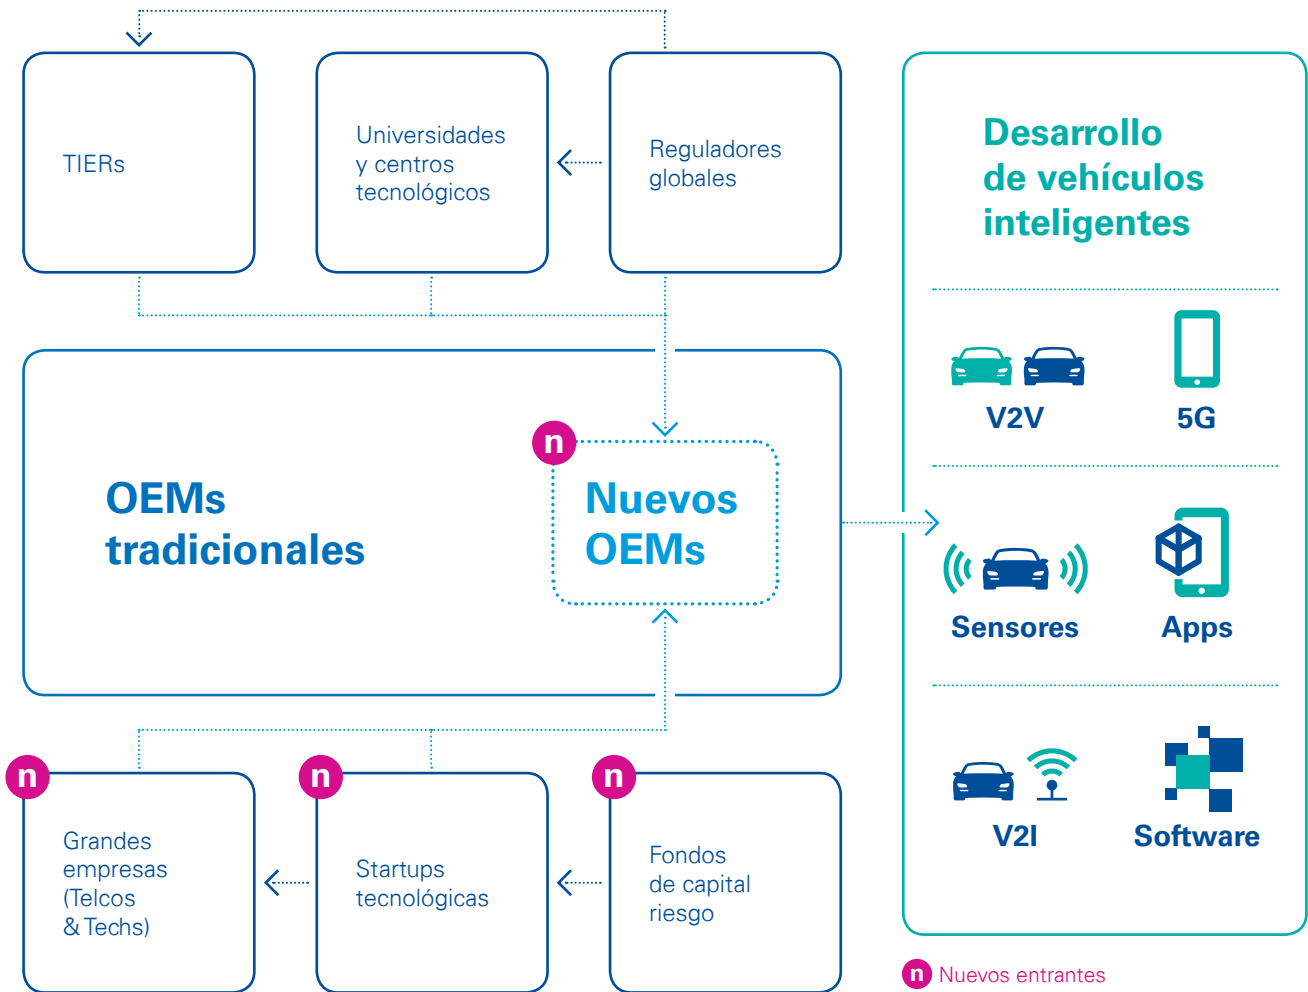 TIERs
Universidades
y centros
tecnológicos
Reguladores
globales
OEMs
tradicionales
n
Nuevos
OEMs
n
Grandes
empresas
(Telcos
& Techs)
n
Startups
tecnológicas
n
Fondos
de capital
riesgo
Desarrollo
de vehículos
inteligentes
V2V
5G
Sensores
Apps
V2I
Software
n Nuevos entrantes